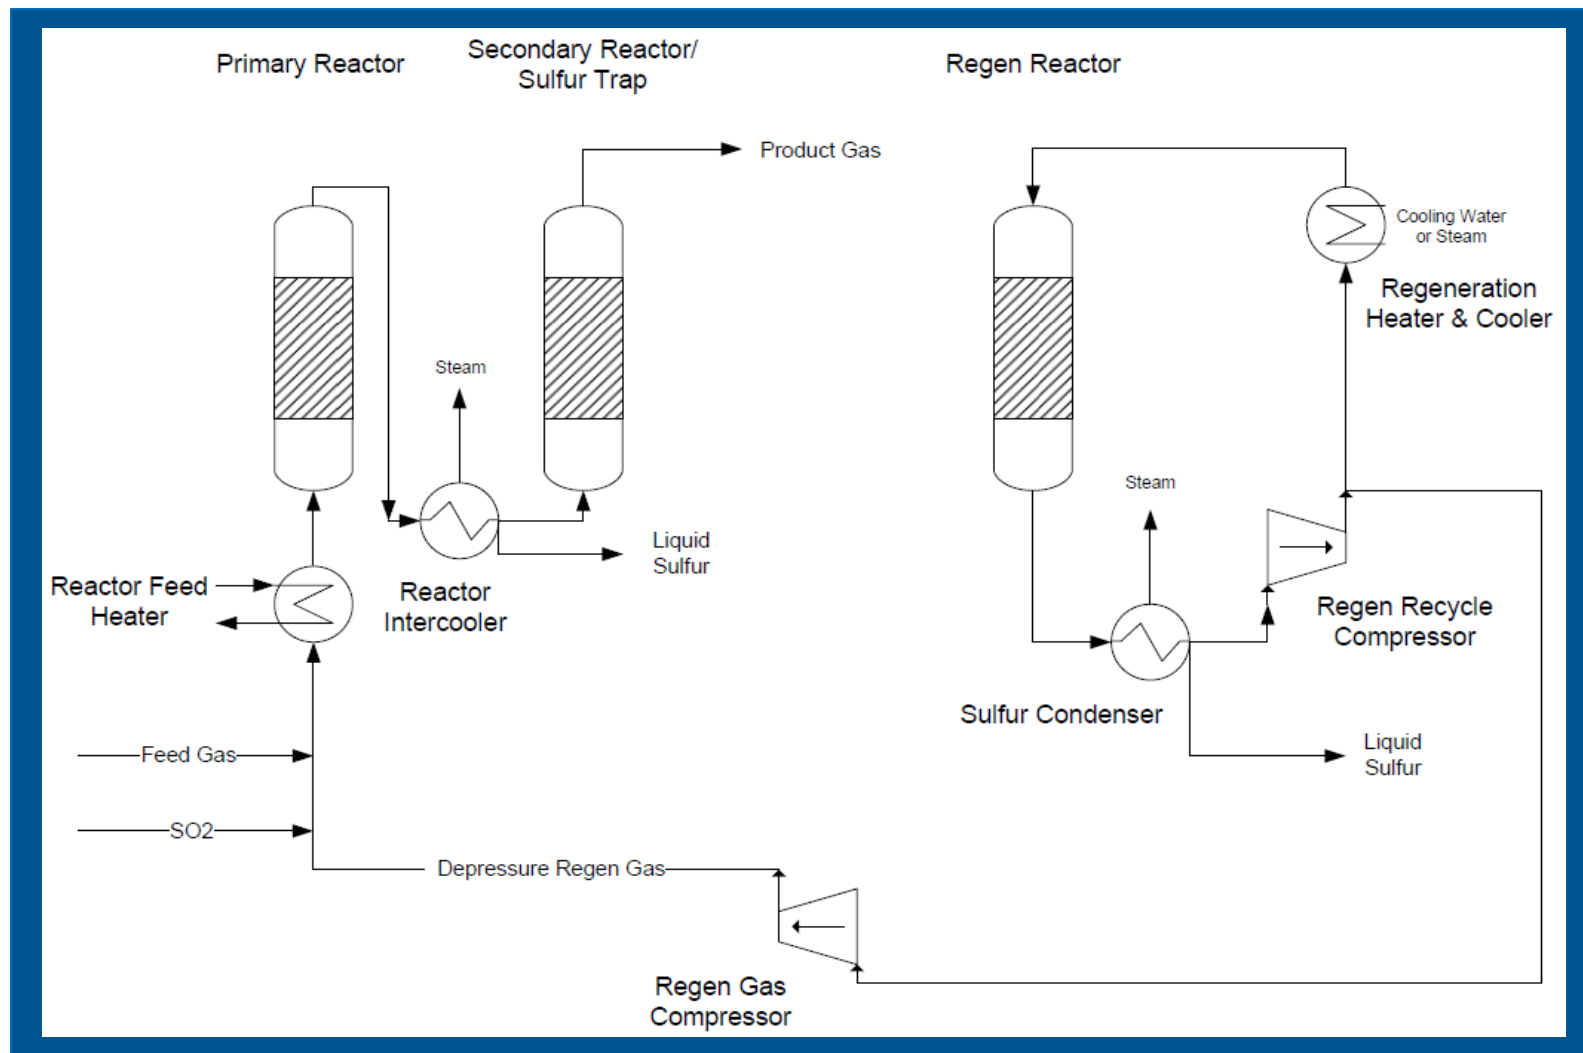 Primary Reactor
Secondary Reactor/
Sulfur Trap
Regen Reactor
Product Gas
Cooling Water
or Steam
Regeneration
Heater & Cooler
Steam
Steam
Liquid
Sulfur
Reactor Feed
Heater
Reactor
Intercooler
Regen Recycle
Compressor
Sulfur Condenser
Feed Gas
Liquid
Sulfur
SO2
Depressure Regen Gas
Regen Gas
Compressor